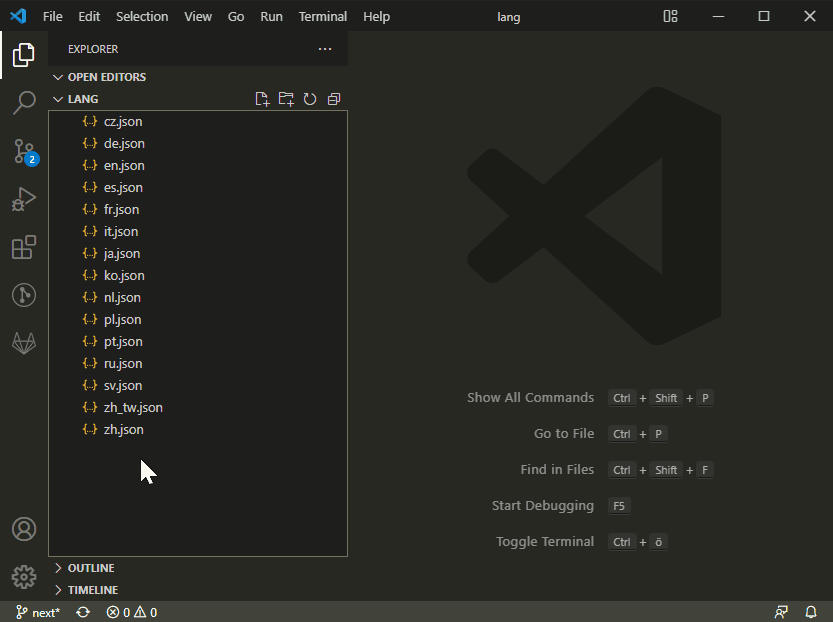 File Edit Selection View Go Run Terminal Help lang
EXPLORER ...
OPEN EDITORS
LANG
{..} cz.json
{..} de.json
{..} en.json
{..} es.json
{..} fr.json
{..} it.json
{..} ja.json
{..} ko.json
{..} nl.json
{..} pl.json
{..} pt.json
{..} ru.json
{..} sv.json
{..} zh_tw.json
{..} zh.json
2
Show All Commands Ctrl + Shift + P
Go to File Ctrl + P
Find in Files Ctrl + Shift + F
Start Debugging F5
Toggle Terminal Ctrl + ö
OUTLINE
TIMELINE
next* 0 0